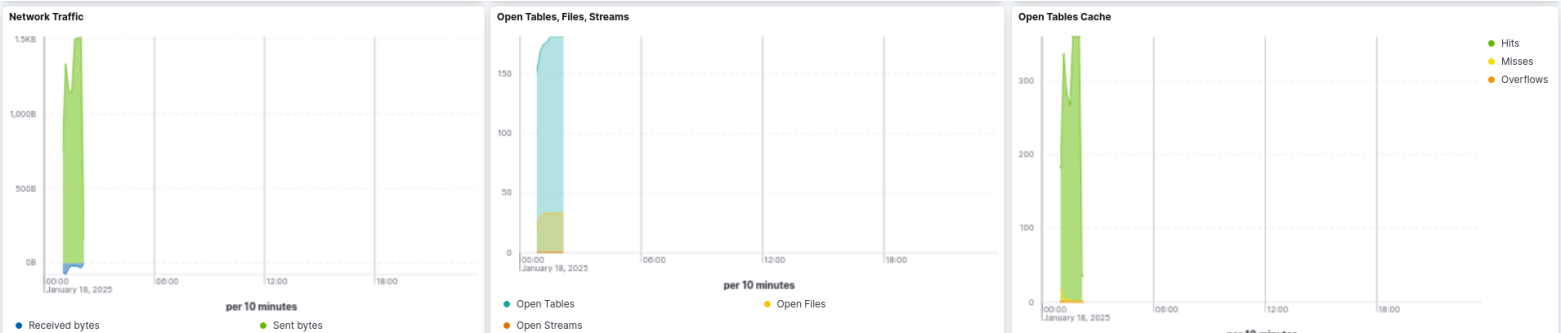 Network Traffic
1.5KB
1,000B
500B
0B
00:00
06:00
12:00
18:00
January 18, 2025
per 10 minutes
Received bytes
Sent bytes
Open Tables, Files, Streams
150
100
50
0
00:00
06:00
12:00
18:00
January 18, 2025
per 10 minutes
Open Tables
Open Files
Open Streams
Open Tables Cache
300
200
100
0
00:00
06:00
12:00
18:00
January 18, 2025
per 10 minutes
Hits
Misses
Overflows